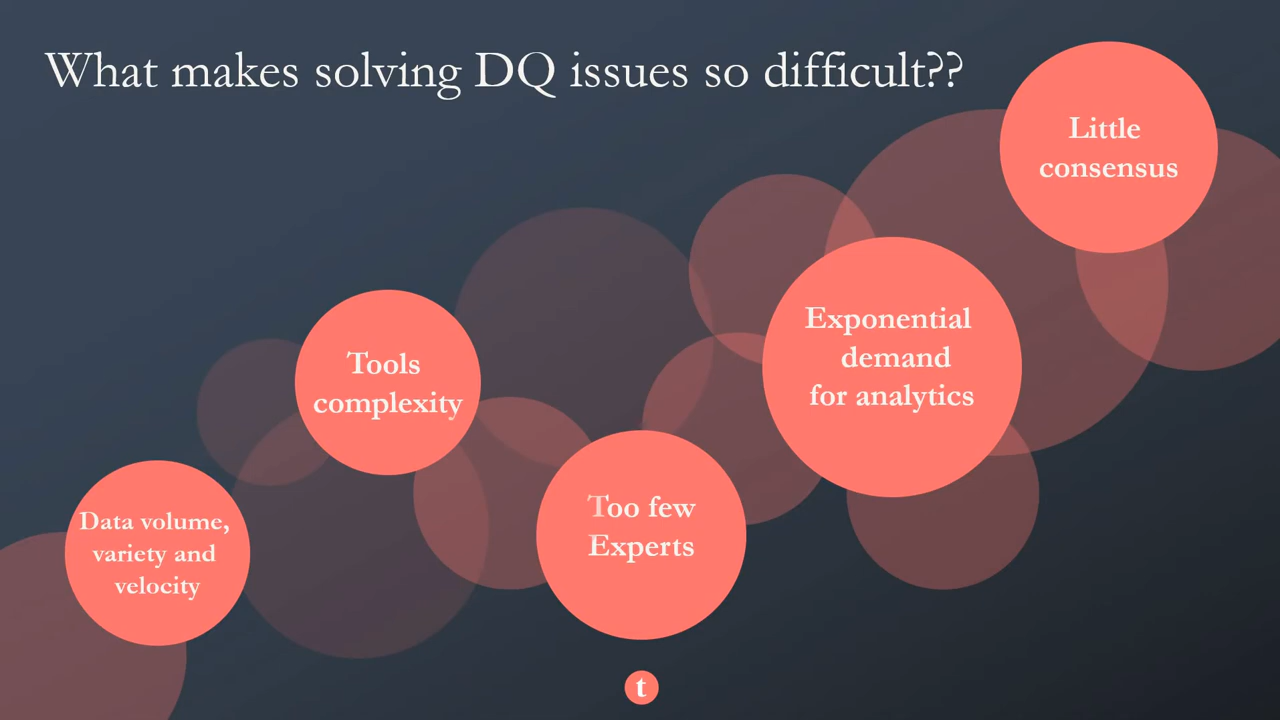 What makes solving DQ issues so difficult??
Little
consensus
Exponential
demand
for analytics
Tools
complexity
Too few
Experts
Data volume,
variety and
velocity
t